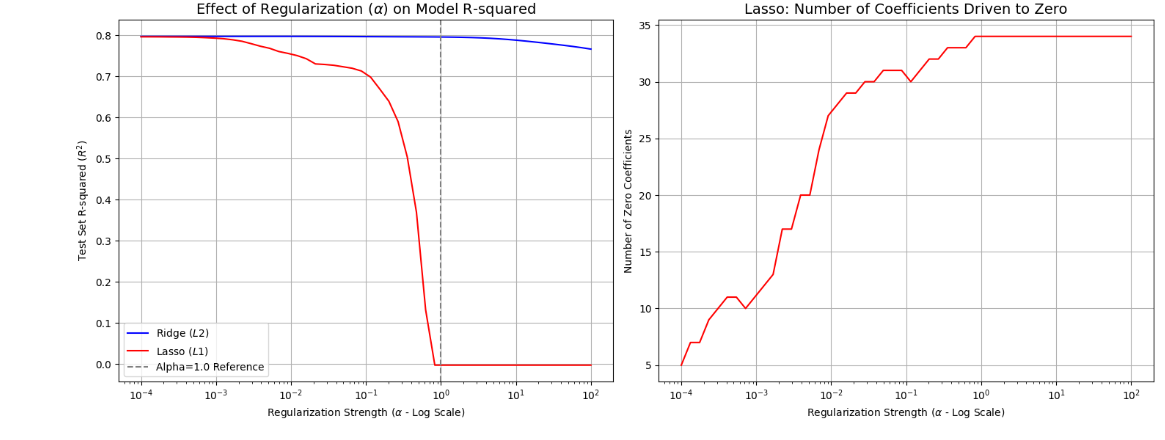 Effect of Regularization (α) on Model R-squared
Test Set R-squared (R²)
0.8
0.7
0.6
0.5
0.4
0.3
0.2
0.1
0.0
Ridge (L2)
Lasso (L1)
Alpha=1.0 Reference
10⁻⁴ 10⁻³ 10⁻² 10⁻¹ 10⁰ 10¹ 10²
Regularization Strength (α - Log Scale)
Lasso: Number of Coefficients Driven to Zero
Number of Zero Coefficients
35
30
25
20
15
10
5
10⁻⁴ 10⁻³ 10⁻² 10⁻¹ 10⁰ 10¹ 10²
Regularization Strength (α - Log Scale)